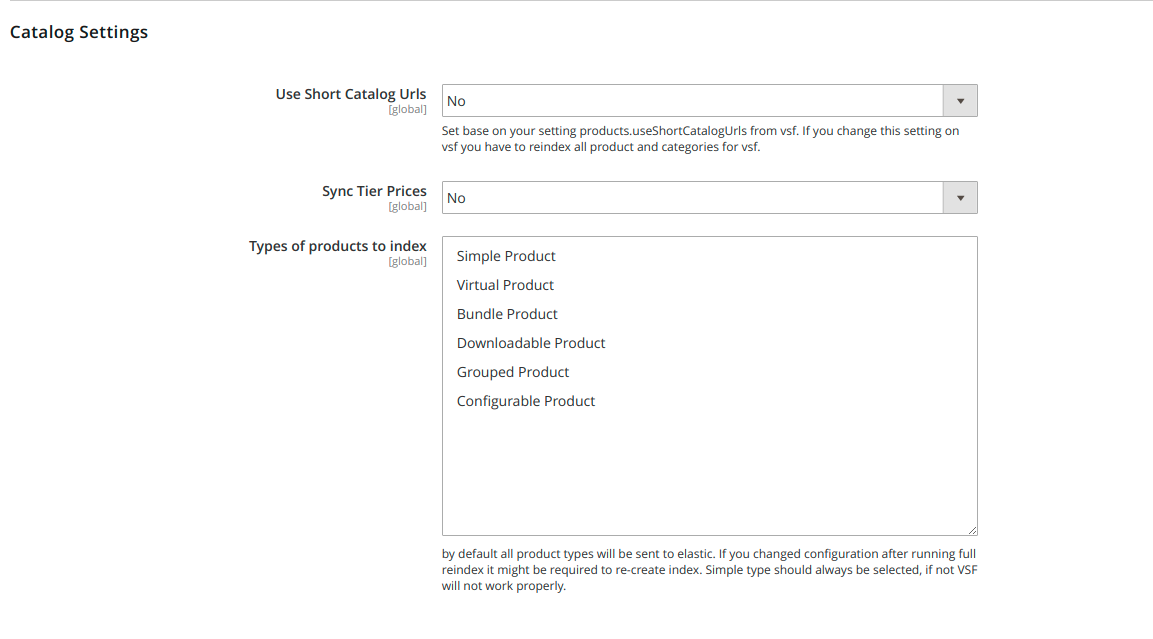 Catalog Settings
Use Short Catalog Urls
[global]
No
Set base on your setting products.useShortCatalogUrls from vsf. If you change this setting on
vsf you have to reindex all product and categories for vsf.
Sync Tier Prices
[global]
No
Types of products to index
[global]
Simple Product
Virtual Product
Bundle Product
Downloadable Product
Grouped Product
Configurable Product
by default all product types will be sent to elastic. If you changed configuration after running full
reindex it might be required to re-create index. Simple type should always be selected, if not VSF
will not work properly.